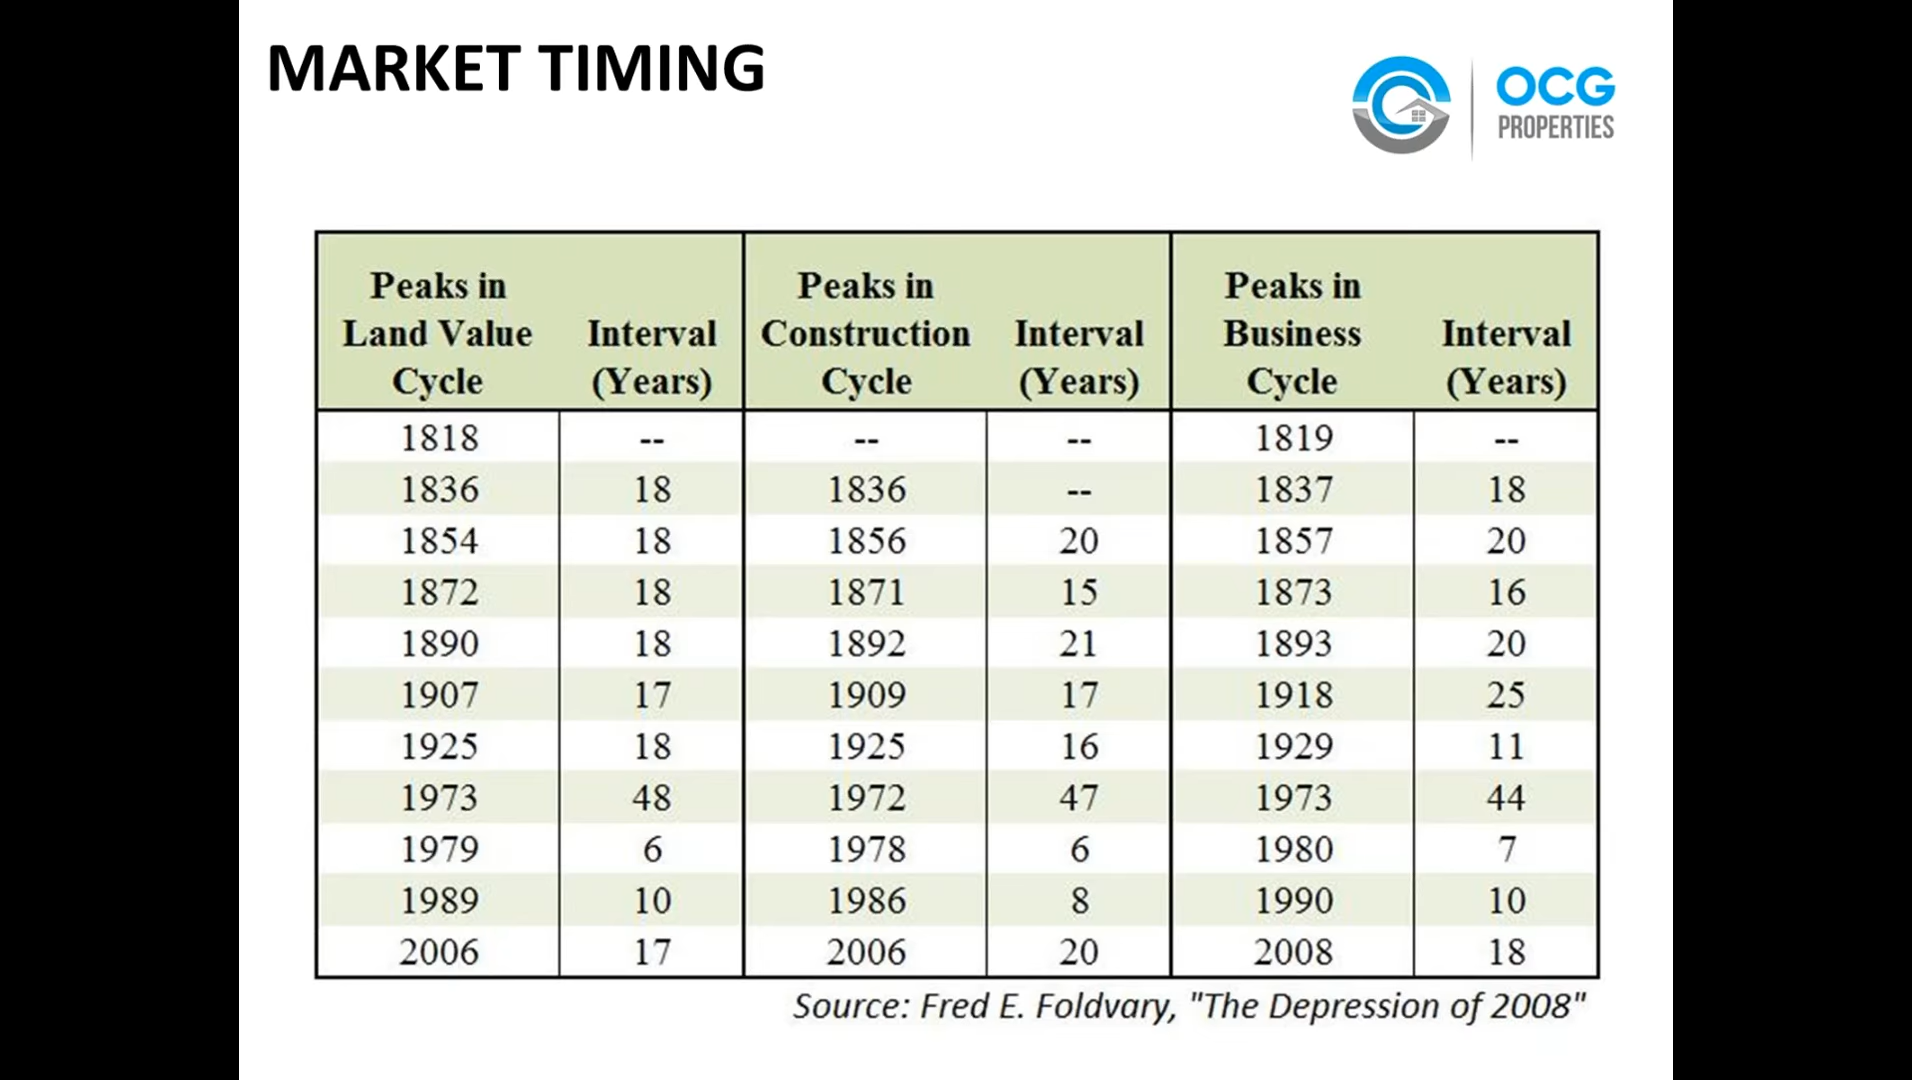 MARKET TIMING
OCG
PROPERTIES
Peaks in Land Value Cycle | Interval (Years) | Peaks in Construction Cycle | Interval (Years) | Peaks in Business Cycle | Interval (Years)
1818 -- -- -- 1819 --
1836 18 1836 -- 1837 18
1854 18 1856 20 1857 20
1872 18 1871 15 1873 16
1890 18 1892 21 1893 20
1907 17 1909 17 1918 25
1925 18 1925 16 1929 11
1973 48 1972 47 1973 44
1979 6 1978 6 1980 7
1989 10 1986 8 1990 10
2006 17 2006 20 2008 18
Source: Fred E. Foldvary, "The Depression of 2008"